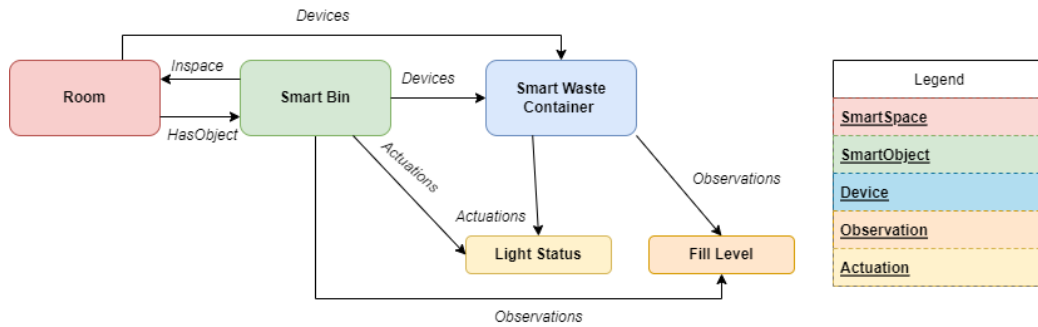 Devices
Inspace
Room
HasObject
Smart Bin
Devices
Smart Waste
Container
Actuations
Actuations
Observations
Light Status
Fill Level
Observations
Legend
SmartSpace
SmartObject
Device
Observation
Actuation